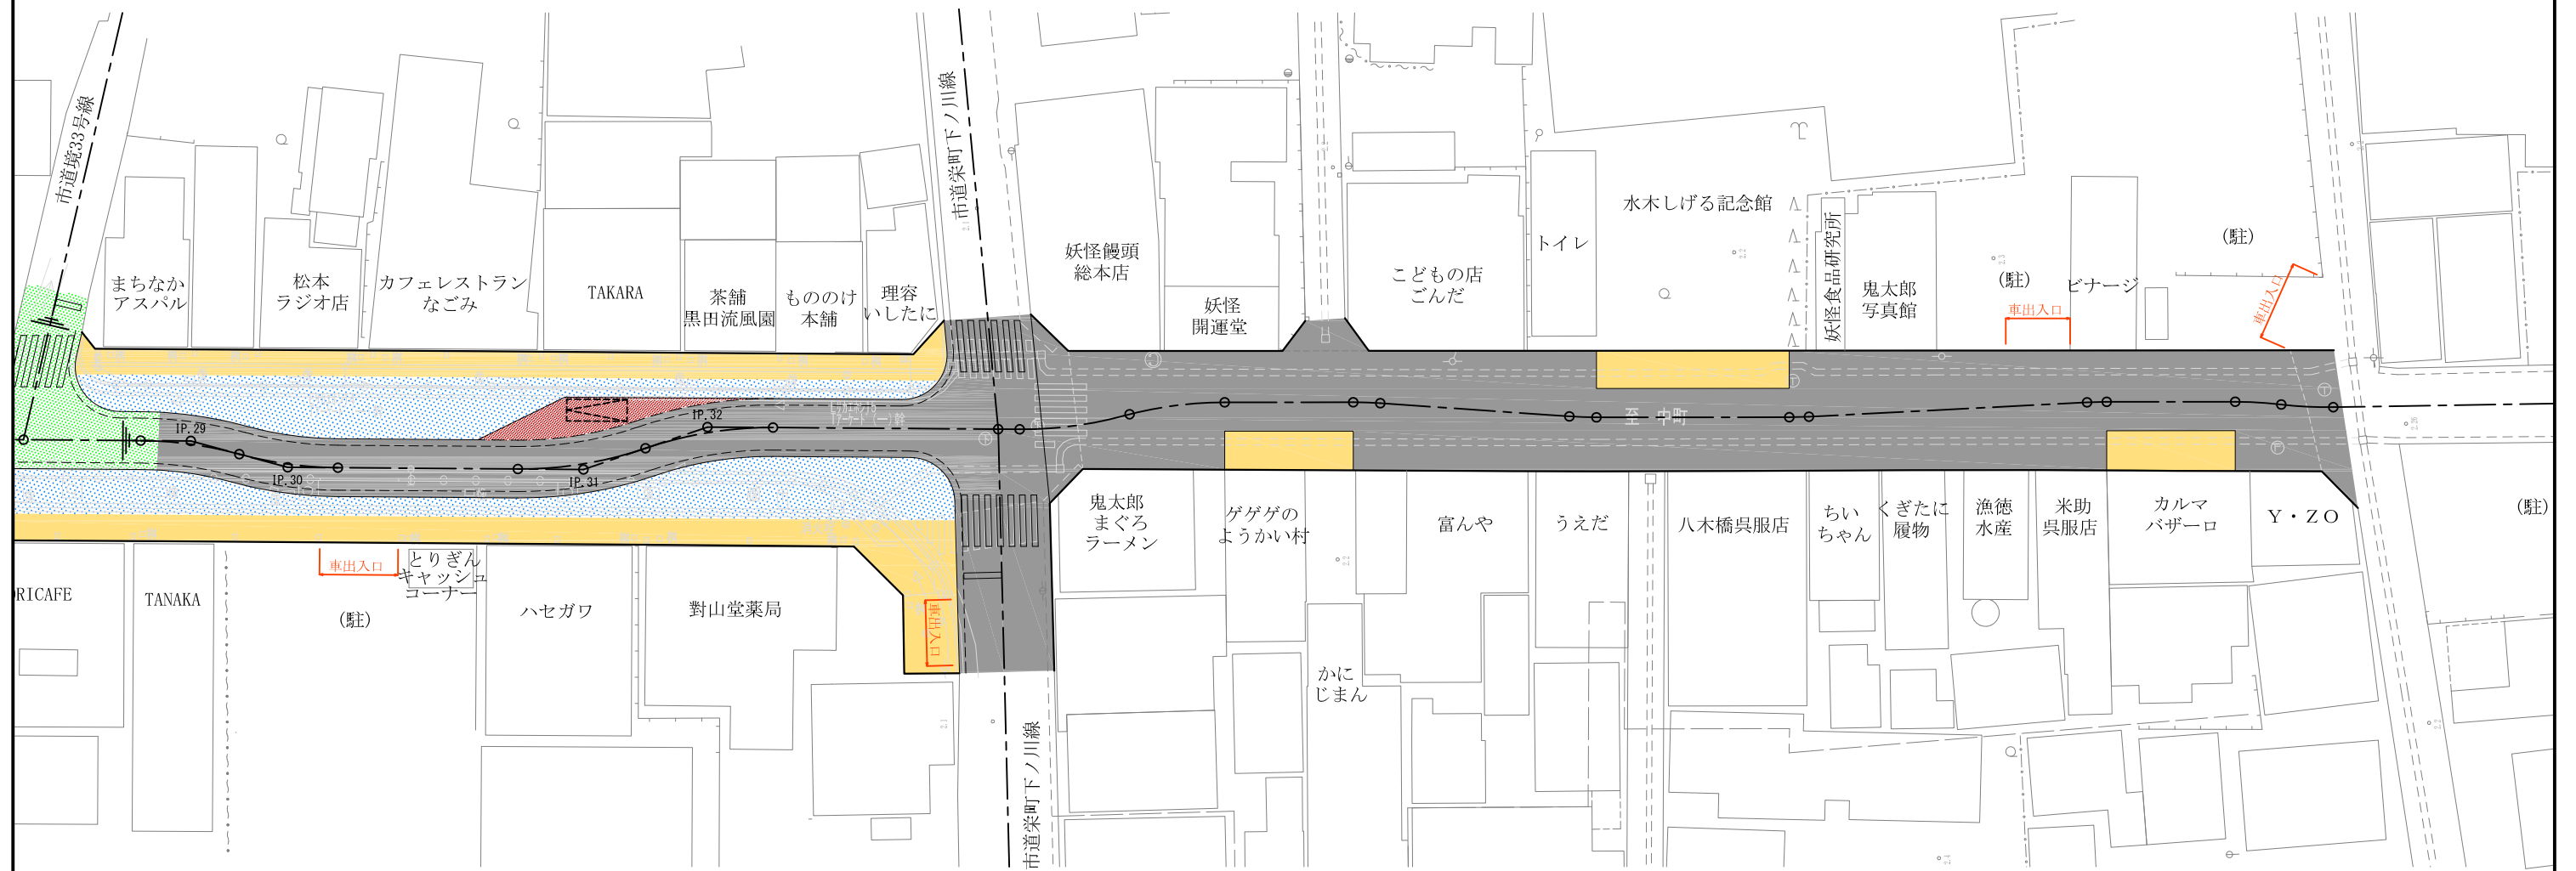 市道境33号線
市道栄町下ノ川線
まちなか
アスパル
松本
ラジオ店
カフェレストラン
なごみ
TAKARA
茶舗
黒田流風園
もののけ
本舗
理容
いしたに
妖怪饅頭
総本店
妖怪
開運堂
こどもの店
ごんだ
トイレ
水木しげる記念館
妖怪食品研究所
鬼太郎
写真館
(駐)
車出入口
ビナージ
(駐)
車出入口
IP.29
IP.30
IP.31
IP.32
至 中町
RICAFE
TANAKA
車出入口
(駐)
とりぎん
キャッシュ
コーナー
ハセガワ
對山堂薬局
車出入口
市道栄町下ノ川線
鬼太郎
まぐろ
ラーメン
ゲゲゲの
ようかい村
かに
じまん
富んや
うえだ
八木橋呉服店
ちい
ちゃん
くぎたに
履物
漁徳
水産
米助
呉服店
カルマ
バザーロ
Y・ZO
(駐)